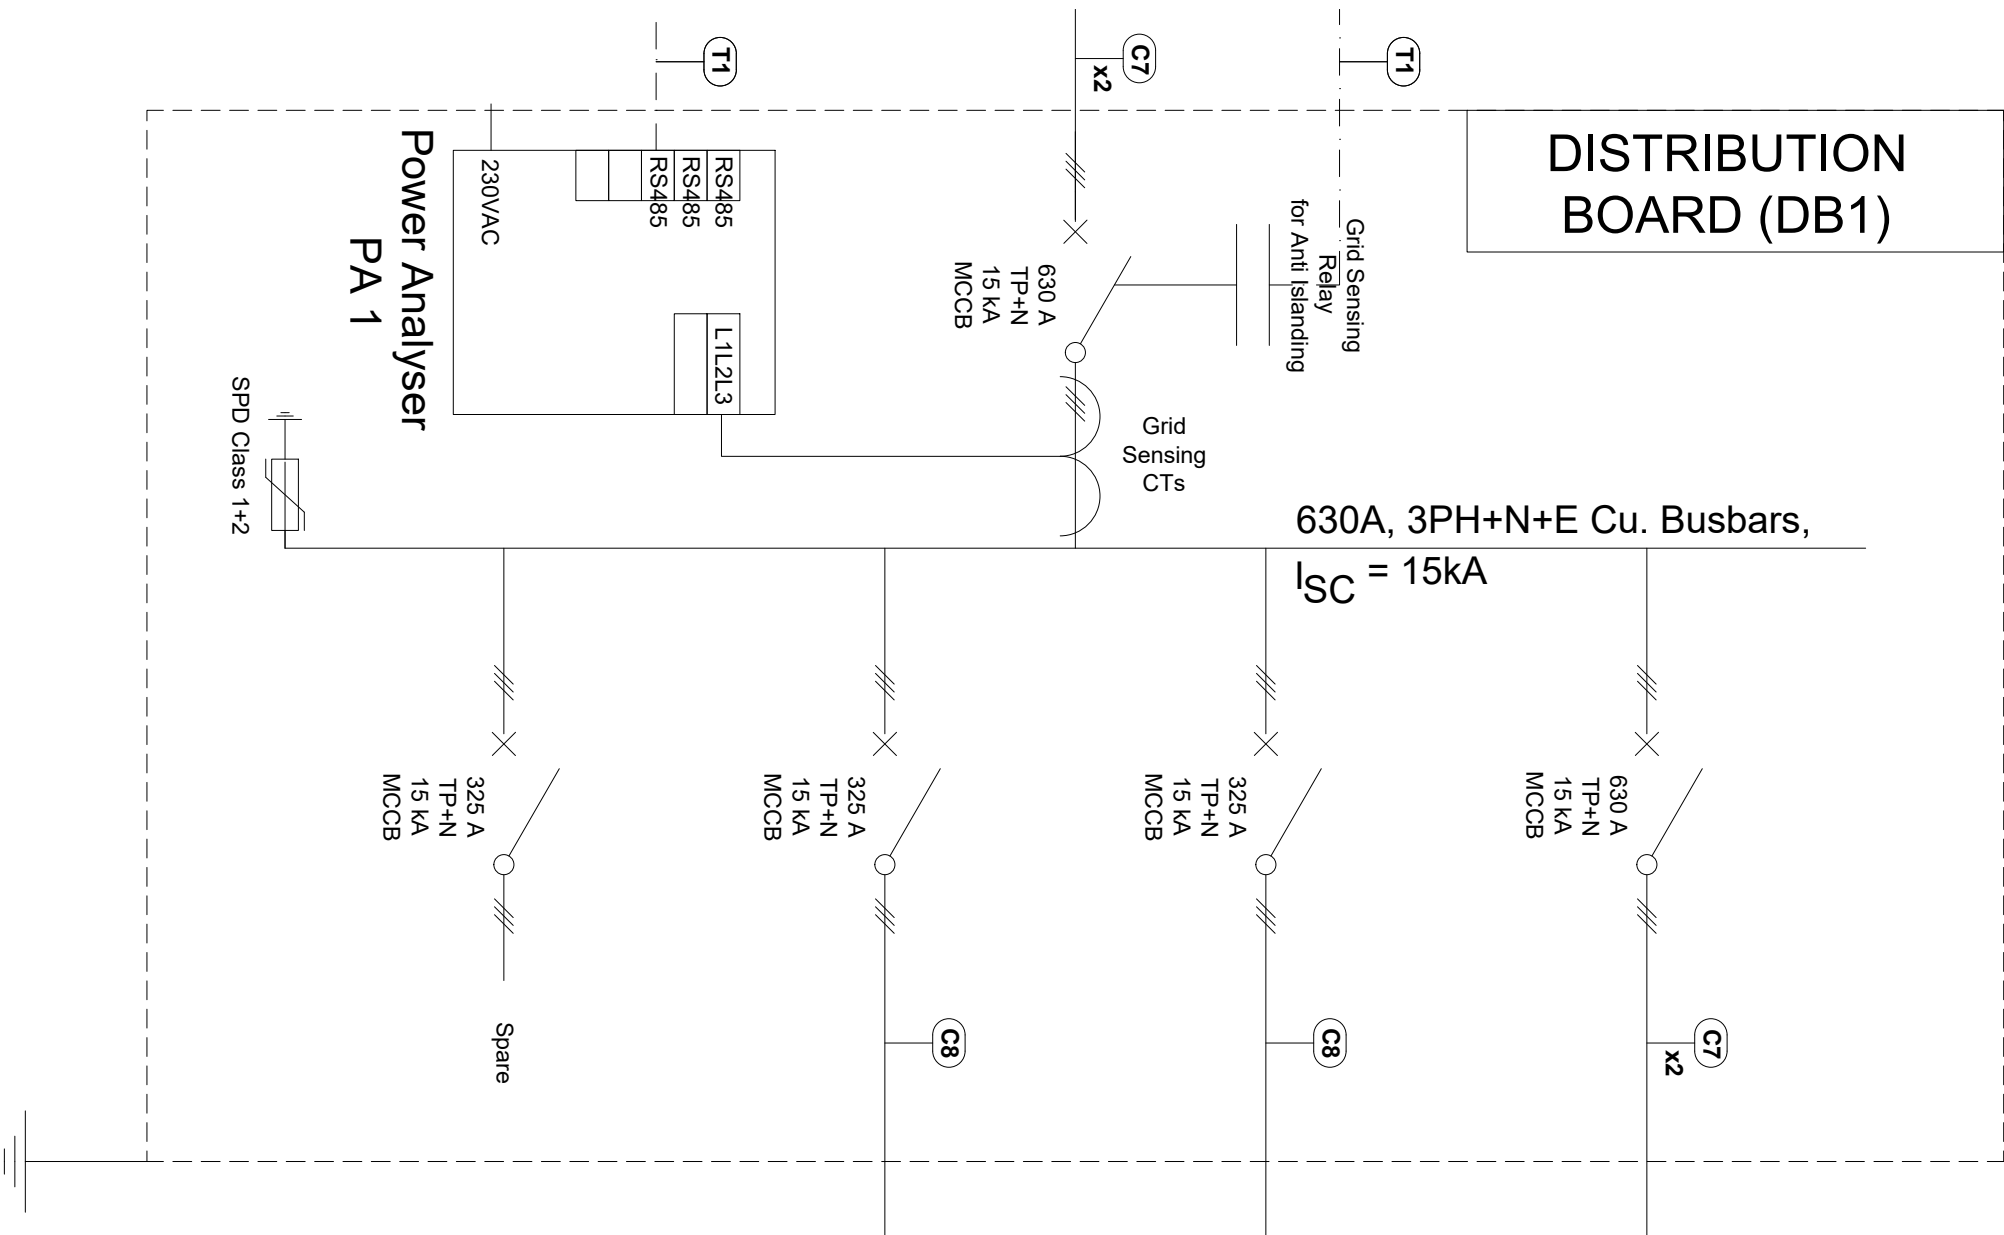 T1
C7
x2
T1
DISTRIBUTION
BOARD (DB1)
Power Analyser
PA 1
230VAC
RS485
RS485
RS485
L1L2L3
630 A
TP+N
15 kA
MCCB
Grid Sensing
Relay
for Anti Islanding
Grid
Sensing
CTs
SPD Class 1+2
630A, 3PH+N+E Cu. Busbars,
ISC = 15kA
325 A
TP+N
15 kA
MCCB
325 A
TP+N
15 kA
MCCB
325 A
TP+N
15 kA
MCCB
630 A
TP+N
15 kA
MCCB
Spare
C8
C8
C7
x2